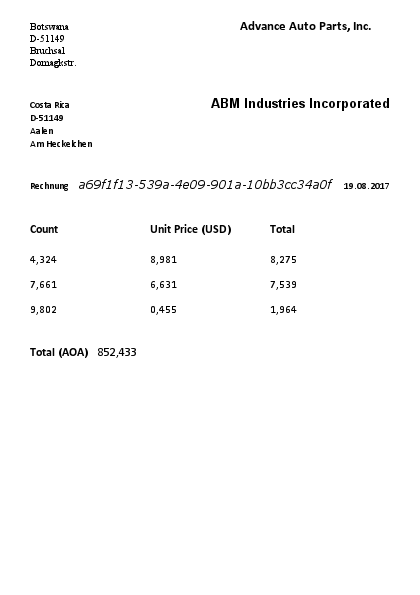 Botswana
Advance Auto Parts, Inc.
D-51149
Bruchsal
Domagkstr.
ABM Industries Incorporated
Costa Rica
D-51149
Aalen
Am Heckelchen
Rechnung a69f1f13-539a-4e09-901a-10bb3cc34a0f 19.08.2017
Count Unit Price (USD) Total
4,324 8,981 8,275
7,661 6,631 7,539
9,802 0,455 1,964
Total (AOA) 852,433